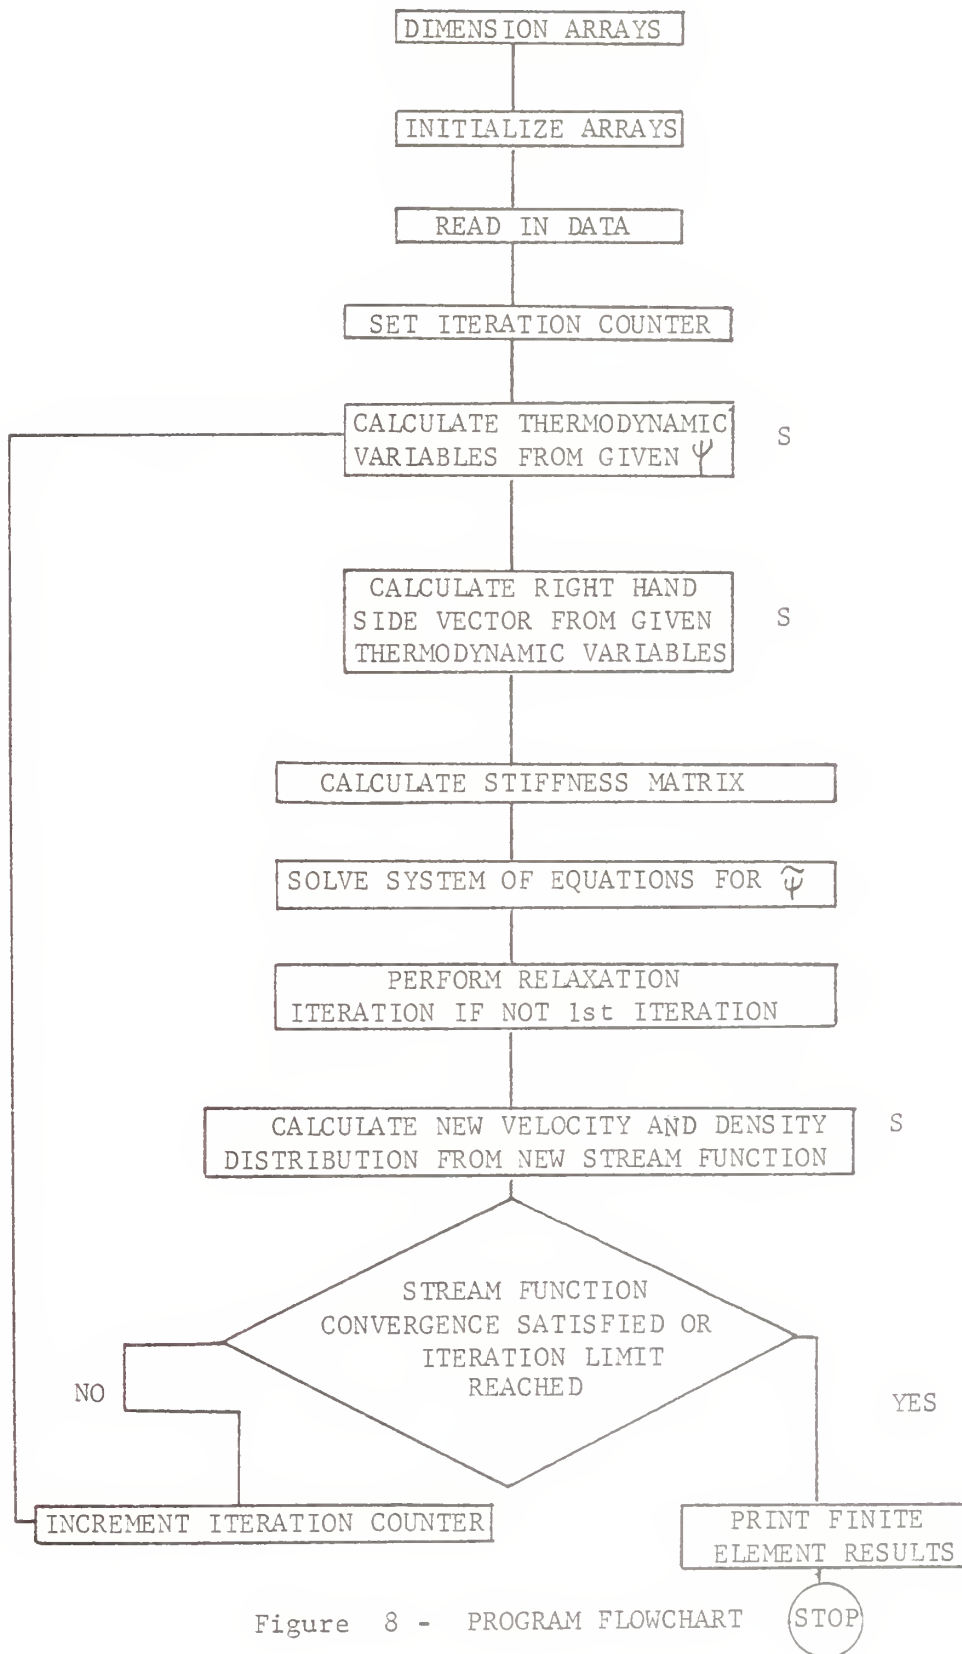 DIMENSION ARRAYS
INITIALIZE ARRAYS
READ IN DATA
SET ITERATION COUNTER
CALCULATE THERMODYNAMIC
VARIABLES FROM GIVEN ψ
S
CALCULATE RIGHT HAND
SIDE VECTOR FROM GIVEN
THERMODYNAMIC VARIABLES
S
CALCULATE STIFFNESS MATRIX
SOLVE SYSTEM OF EQUATIONS FOR ψ̃
PERFORM RELAXATION
ITERATION IF NOT 1st ITERATION
CALCULATE NEW VELOCITY AND DENSITY
DISTRIBUTION FROM NEW STREAM FUNCTION
S
STREAM FUNCTION
CONVERGENCE SATISFIED OR
ITERATION LIMIT
REACHED
NO
YES
INCREMENT ITERATION COUNTER
PRINT FINITE
ELEMENT RESULTS
STOP
Figure 8 - PROGRAM FLOWCHART